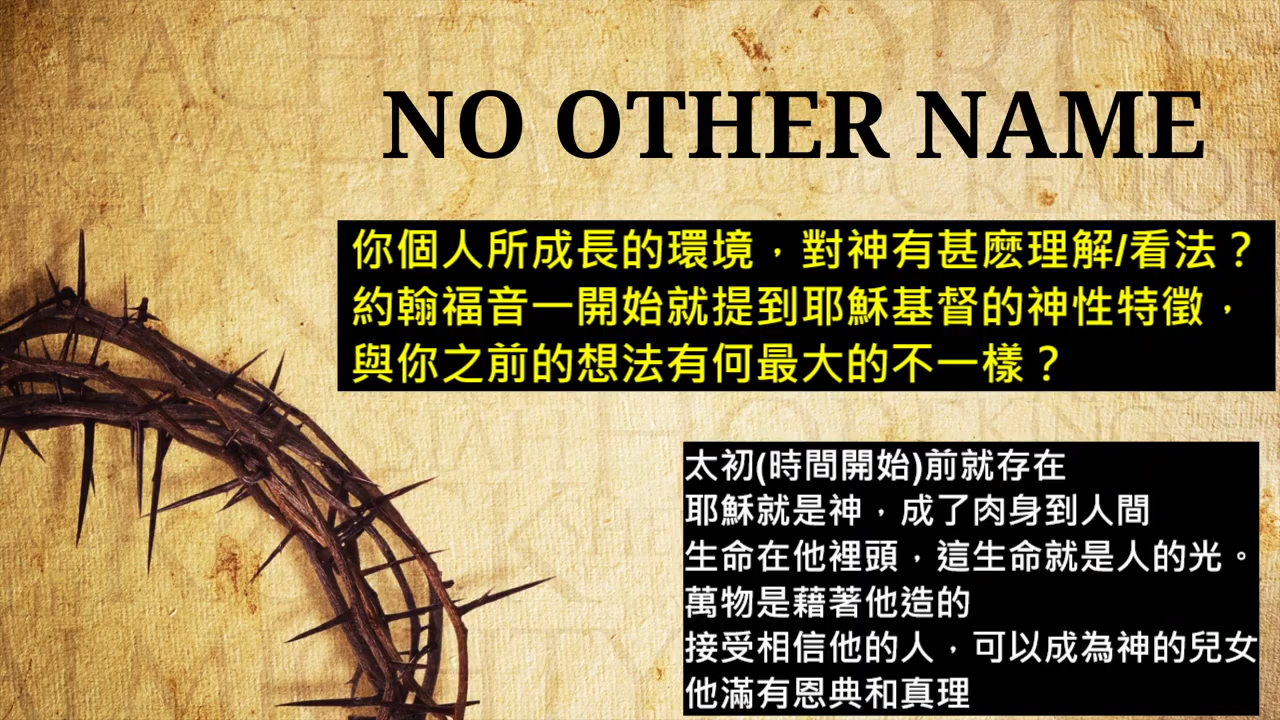 NO OTHER NAME
你個人所成長的環境，對神有甚麽理解/看法？
約翰福音一開始就提到耶穌基督的神性特徵，
與你之前的想法有何最大的不一樣？
太初(時間開始)前就存在
耶穌就是神，成了肉身到人間
生命在他裡頭，這生命就是人的光。
萬物是藉著他造的
接受相信他的人，可以成為神的兒女
他滿有恩典和真理